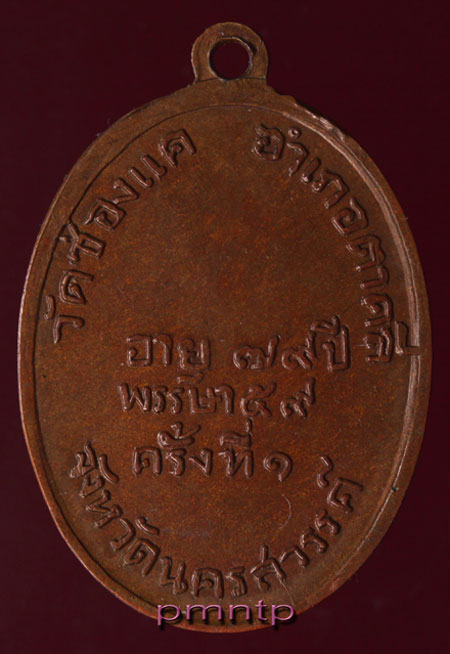 วัดช่องแค อำเภอตาคลี
อายุ ๗๙ ปี
พรรษา ๕๙
ครั้งที่ ๑
จังหวัดนครสวรรค์
pmntp